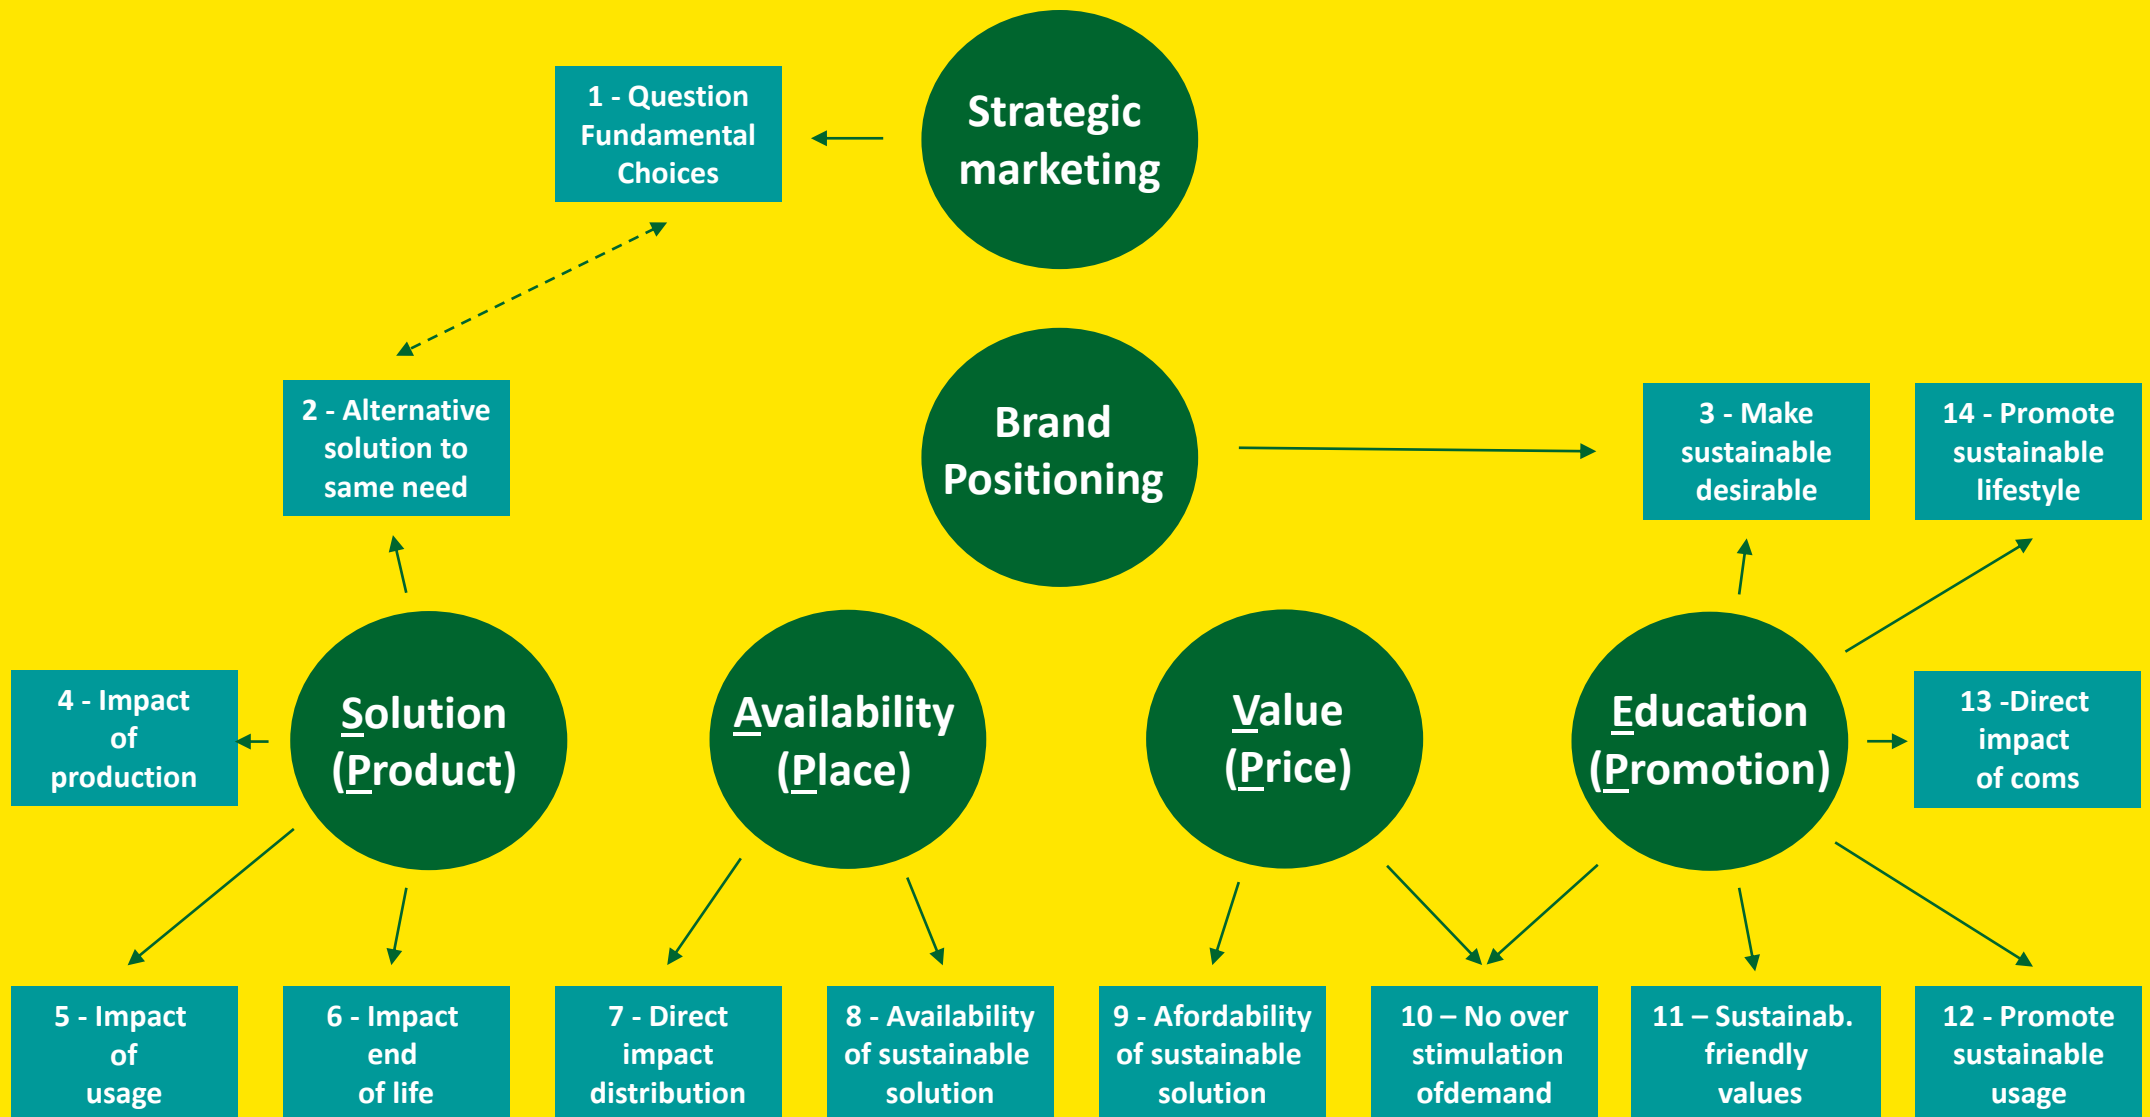 1 - Question
Fundamental
Choices
Strategic
marketing
2 - Alternative
solution to
same need
Brand
Positioning
3 - Make
sustainable
desirable
14 - Promote
sustainable
lifestyle
4 - Impact
of
production
Solution
(Product)
Availability
(Place)
Value
(Price)
Education
(Promotion)
13 -Direct
impact
of coms
5 - Impact
of
usage
6 - Impact
end
of life
7 - Direct
impact
distribution
8 - Availability
of sustainable
solution
9 - Afordability
of sustainable
solution
10 – No over
stimulation
ofdemand
11 – Sustainab.
friendly
values
12 - Promote
sustainable
usage